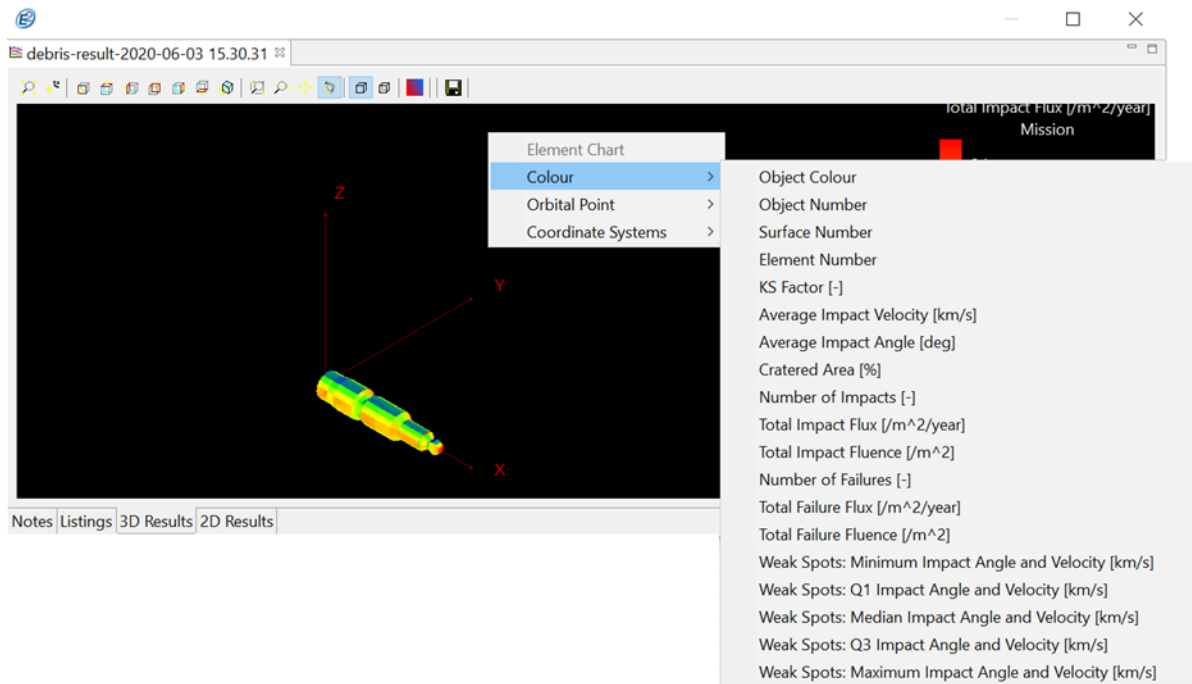 debris-result-2020-06-03 15.30.31
Total Impact Flux [/m^2/year]
Mission
Element Chart
Colour
Orbital Point
Coordinate Systems
Object Colour
Object Number
Surface Number
Element Number
KS Factor [-]
Average Impact Velocity [km/s]
Average Impact Angle [deg]
Cratered Area [%]
Number of Impacts [-]
Total Impact Flux [/m^2/year]
Total Impact Fluence [/m^2]
Number of Failures [-]
Total Failure Flux [/m^2/year]
Total Failure Fluence [/m^2]
Weak Spots: Minimum Impact Angle and Velocity [km/s]
Weak Spots: Q1 Impact Angle and Velocity [km/s]
Weak Spots: Median Impact Angle and Velocity [km/s]
Weak Spots: Q3 Impact Angle and Velocity [km/s]
Weak Spots: Maximum Impact Angle and Velocity [km/s]
Z
Y
X
Notes Listings 3D Results 2D Results